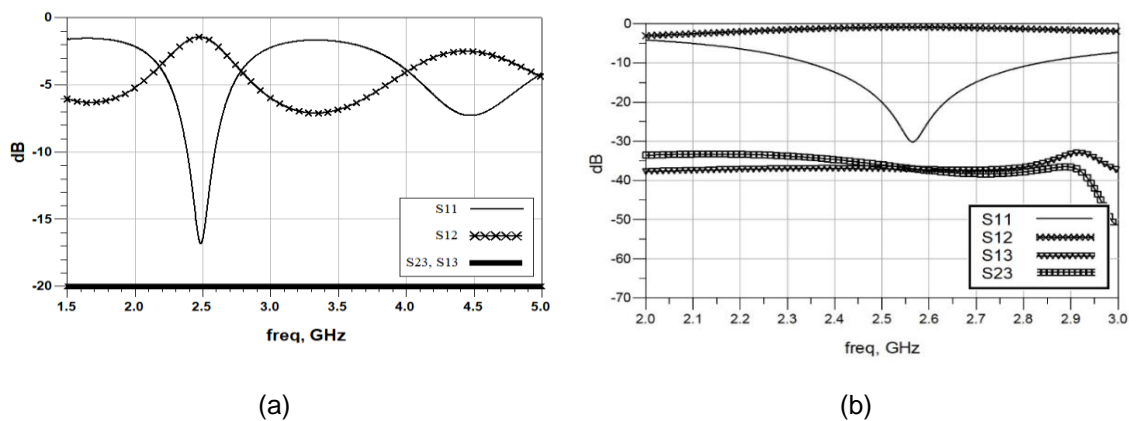 0
-5
-10
-15
-20
dB
1.5 2.0 2.5 3.0 3.5 4.0 4.5 5.0
freq, GHz
S11
S12
S23, S13
(a)
0
-10
-20
-30
-40
-50
-60
-70
dB
2.0 2.1 2.2 2.3 2.4 2.5 2.6 2.7 2.8 2.9 3.0
freq, GHz
S11
S12
S13
S23
(b)